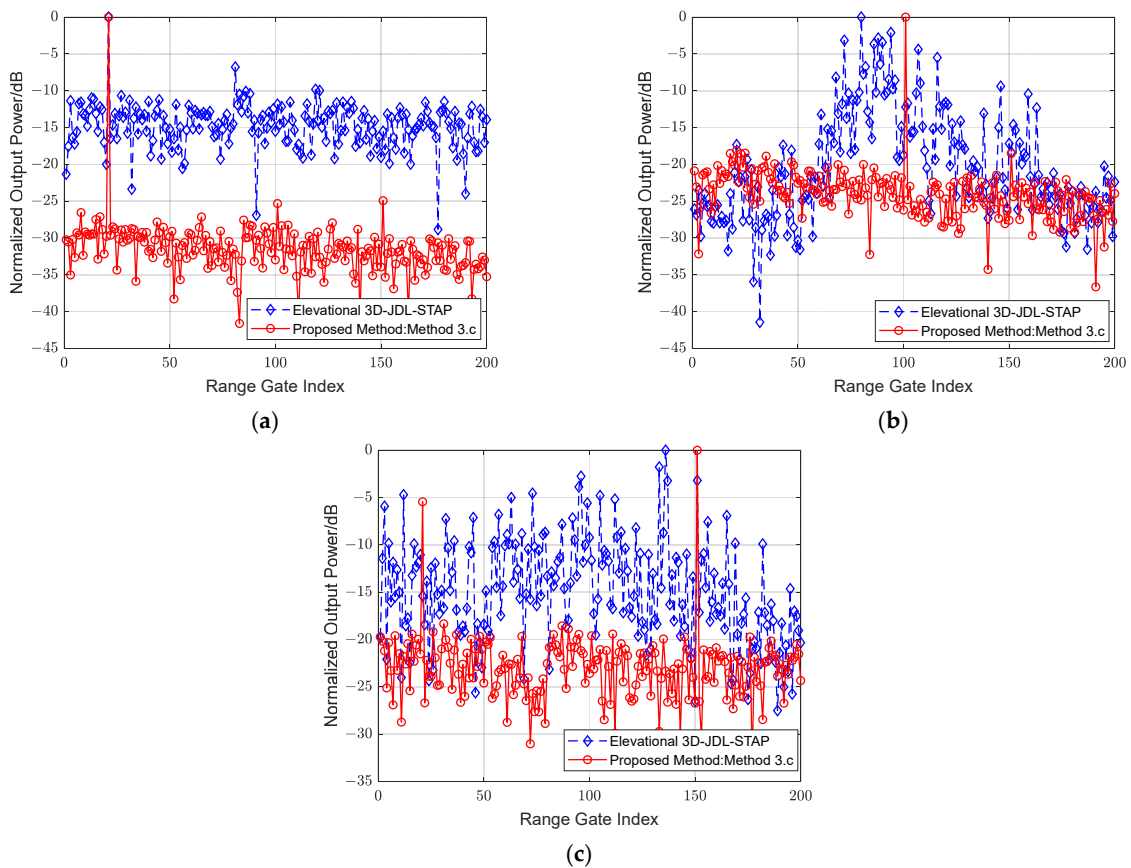 Normalized Output Power/dB
0
−5
−10
−15
−20
−25
−30
−35
−40
−45
0
50
100
150
200
Range Gate Index
Elevational 3D-JDL-STAP
Proposed Method:Method 3.c
(a)
Normalized Output Power/dB
0
−5
−10
−15
−20
−25
−30
−35
−40
−45
0
50
100
150
200
Range Gate Index
Elevational 3D-JDL-STAP
Proposed Method:Method 3.c
(b)
Normalized Output Power/dB
0
−5
−10
−15
−20
−25
−30
−35
0
50
100
150
200
Range Gate Index
Elevational 3D-JDL-STAP
Proposed Method:Method 3.c
(c)